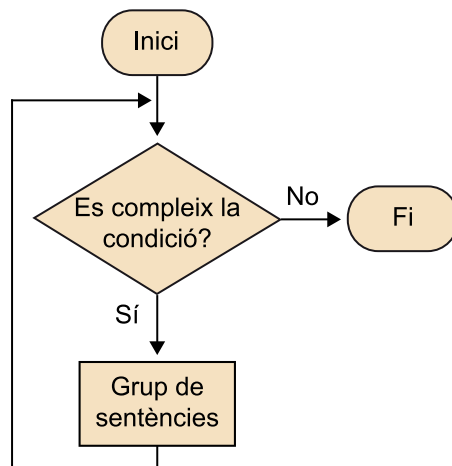 Inici
Es compleix la
condició?
No
Fi
Sí
Grup de
sentències